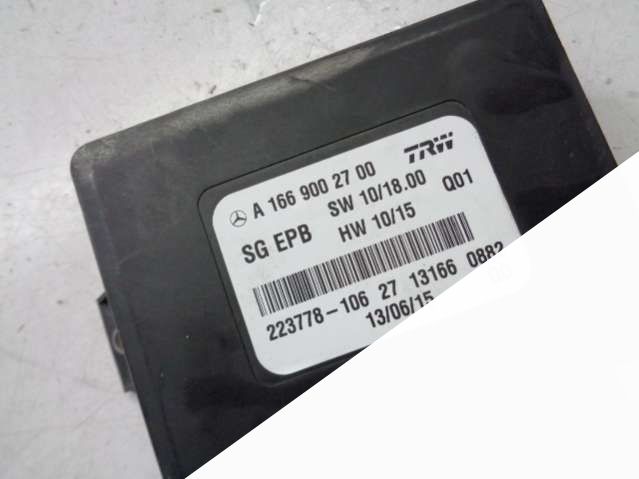 TRW
A 166 900 27 00
SW 10/18.00 Q01
SG EPB HW 10/15
223778-106 27 13166 0882
13/06/15